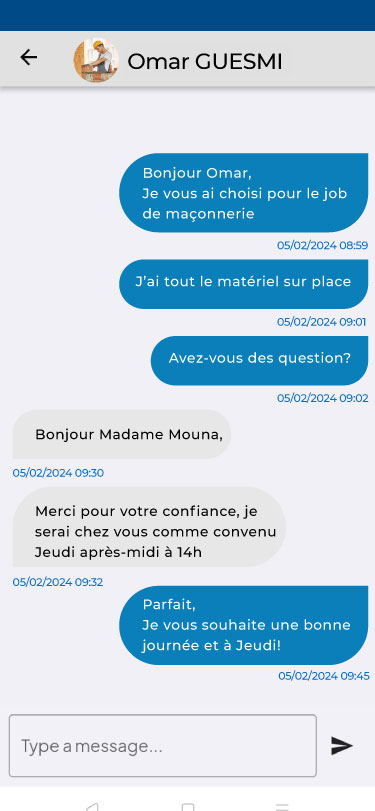 Omar GUESMI
Bonjour Omar,
Je vous ai choisi pour le job
de maçonnerie
05/02/2024 08:59
J'ai tout le matériel sur place
05/02/2024 09:01
Avez-vous des question?
05/02/2024 09:02
Bonjour Madame Mouna,
05/02/2024 09:30
Merci pour votre confiance, je
serai chez vous comme convenu
Jeudi après-midi à 14h
05/02/2024 09:32
Parfait,
Je vous souhaite une bonne
journée et à Jeudi!
05/02/2024 09:45
Type a message...